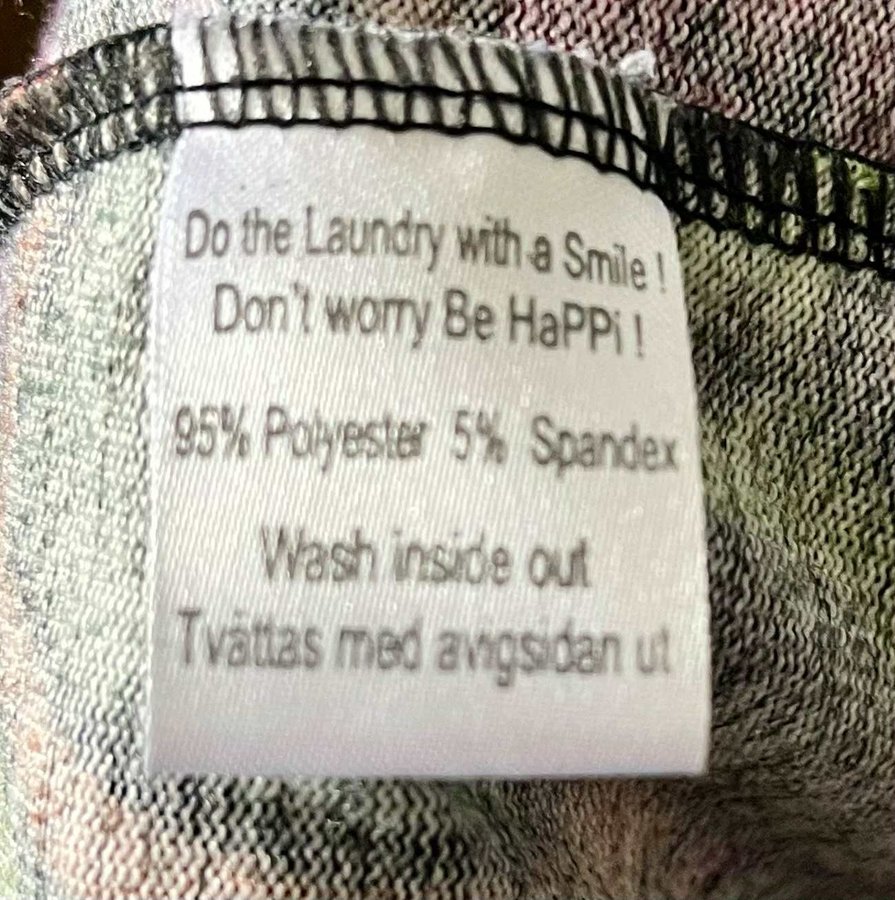 Do the Laundry with a Smile !
Don't worry Be HaPPi !
95% Polyester 5% Spandex
Wash inside out
Tvättas med avigsidan ut